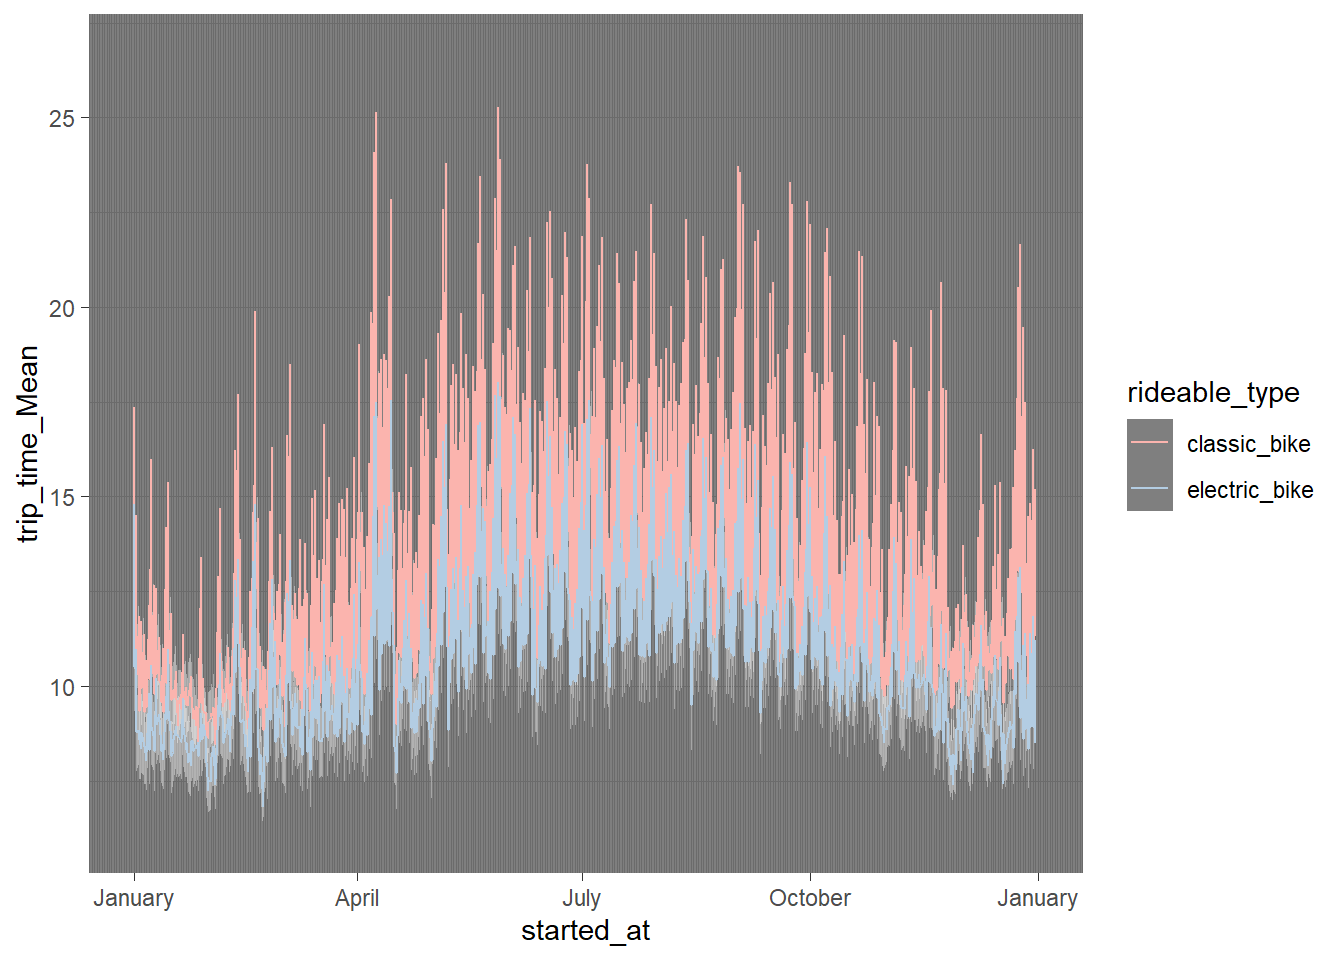 trip_time_Mean
25
20
15
10
January
April
July
October
January
started_at
rideable_type
classic_bike
electric_bike